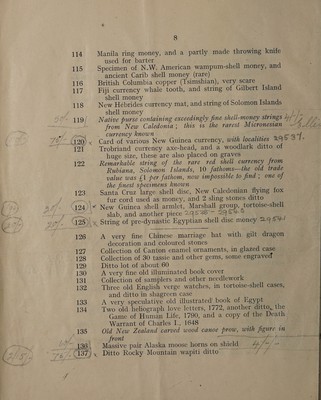 8
114 Manila ring money, and a partly made throwing knife
used for barter
115 Specimen of N.W. American wampum-shell money, and
ancient Carib shell money (rare)
116 British Columbia copper (Tsimshian), very scare
117 Fiji currency whale tooth, and string of Gilbert Island
shell money
118 New Hebrides currency mat, and string of Solomon Islands
shell money
119 Native purse containing exceedingly fine shell-money strings
from New Caledonia; this is the rarest Micronesian
currency known
120 Card of various New Guinea currency, with localities 29537.
121 Trobriand currency axe-head, and a woodlark ditto of
huge size, these are also placed on graves
122 Remarkable string of the rare red shell currency from
Rubiana, Solomon Islands, 10 fathoms—the old trade
value was £1 per fathom, now impossible to find; one of
the finest specimens known
123 Santa Cruz large shell disc, New Caledonian flying fox
fur cord used as money, and 2 sling stones ditto
124 New Guinea shell armlet, Marshall group, tortoise-shell
slab, and another piece
125 String of pre-dynastic Egyptian shell disc money
126 A very fine Chinese marriage hat with gilt dragon
decoration and coloured stones
127 Collection of Canton enamel ornaments, in glazed case
128 Collection of 30 tassie and other gems, some engraved
129 Ditto lot of about 60
130 A very fine old illuminated book cover
131 Collection of samplers and other needlework
132 Three old English verge watches, in tortoise-shell cases,
and ditto in shagreen case
133 A very speculative old illustrated book of Egypt
134 Two old heliograph love letters, 1772, another ditto, the
Game of Human Life, 1790, and a copy of the Death
Warrant of Charles I., 1648
135 Old New Zealand carved wood canoe prow, with figure in
front
136 Massive pair Alaska moose horns on shield
137 Ditto Rocky Mountain wapiti ditto